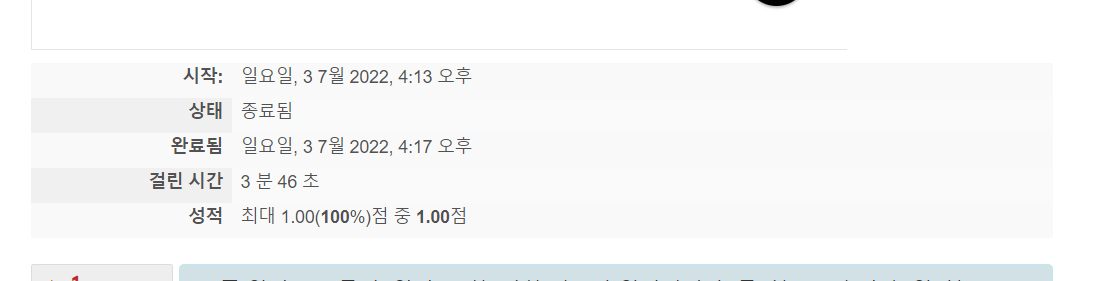 시작: 일요일, 3 7월 2022, 4:13 오후
상태 종료됨
완료됨 일요일, 3 7월 2022, 4:17 오후
걸린 시간 3 분 46 초
성적 최대 1.00(100%)점 중 1.00점